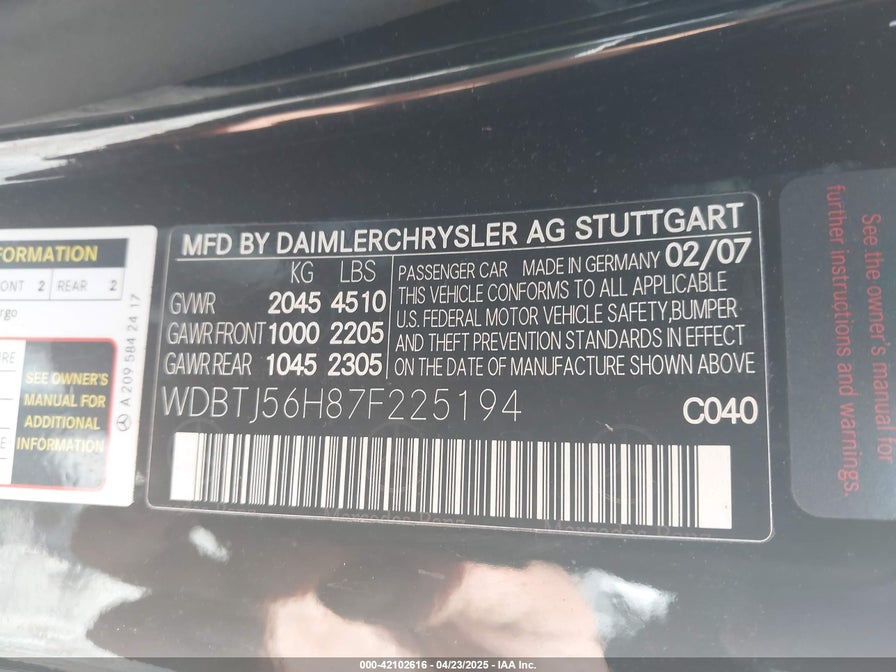 FORMATION
ONT 2 REAR 2
rgo
RE
SEE OWNER'S
MANUAL FOR
ADDITIONAL
INFORMATION
A 209 584 24 17
MFD BY DAIMLERCHRYSLER AG STUTTGART
KG LBS
GVWR 2045 4510
GAWR FRONT 1000 2205
GAWR REAR 1045 2305
PASSENGER CAR MADE IN GERMANY 02/07
THIS VEHICLE CONFORMS TO ALL APPLICABLE
U.S. FEDERAL MOTOR VEHICLE SAFETY,BUMPER
AND THEFT PREVENTION STANDARDS IN EFFECT
ON THE DATE OF MANUFACTURE SHOWN ABOVE
WDBTJ56H87F225194
C040
Mercedes-Benz
See the owner's manual for
further instructions and warnings.
000-42102616 - 04/23/2025 - IAA Inc.